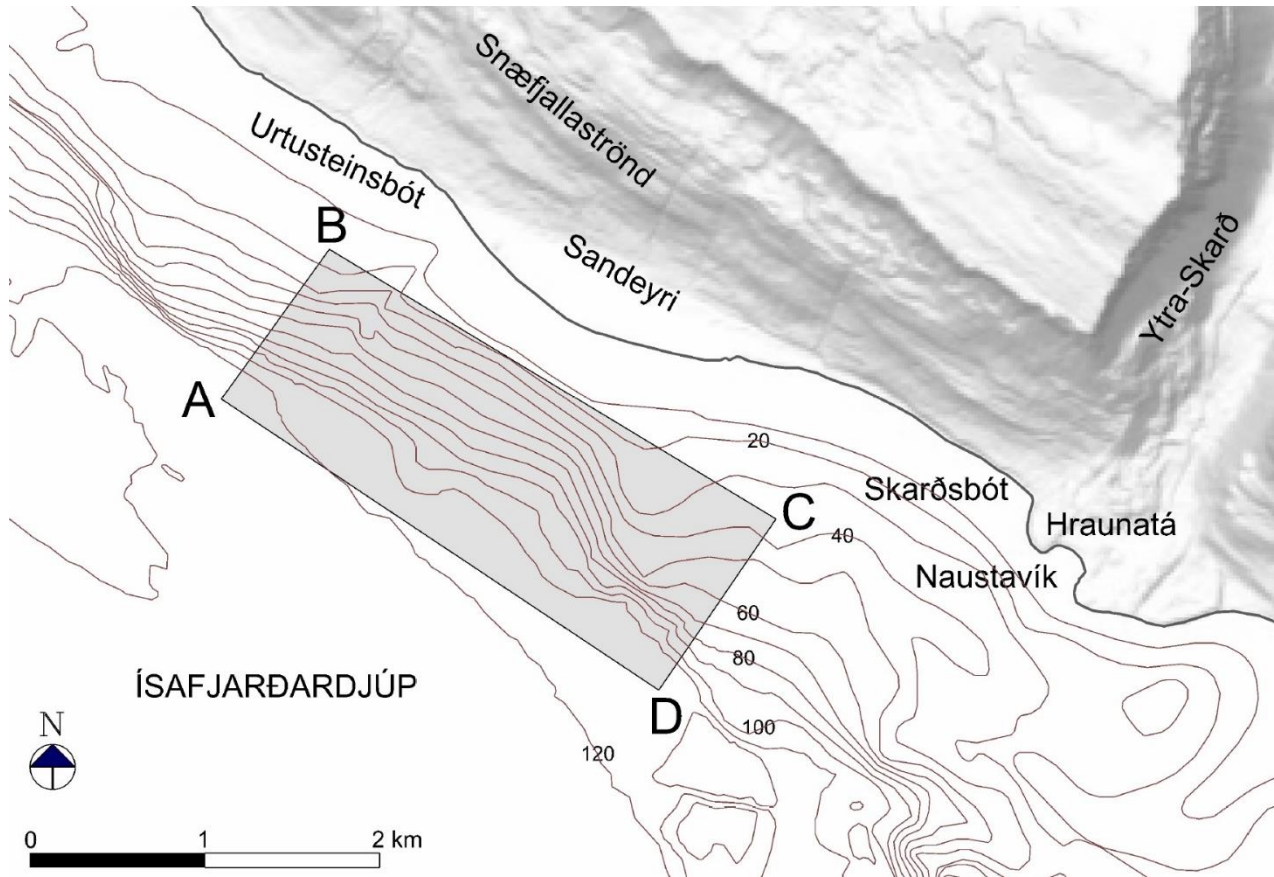 Snæfjallaströnd
Urtusteinsbót
Ytra-Skarð
B
Sandeyri
A
20
Skarðsbót
C
Hraunatá
40
Naustavík
60
80
ÍSAFJARÐARDJÚP
D
100
N
120
0 1 2 km